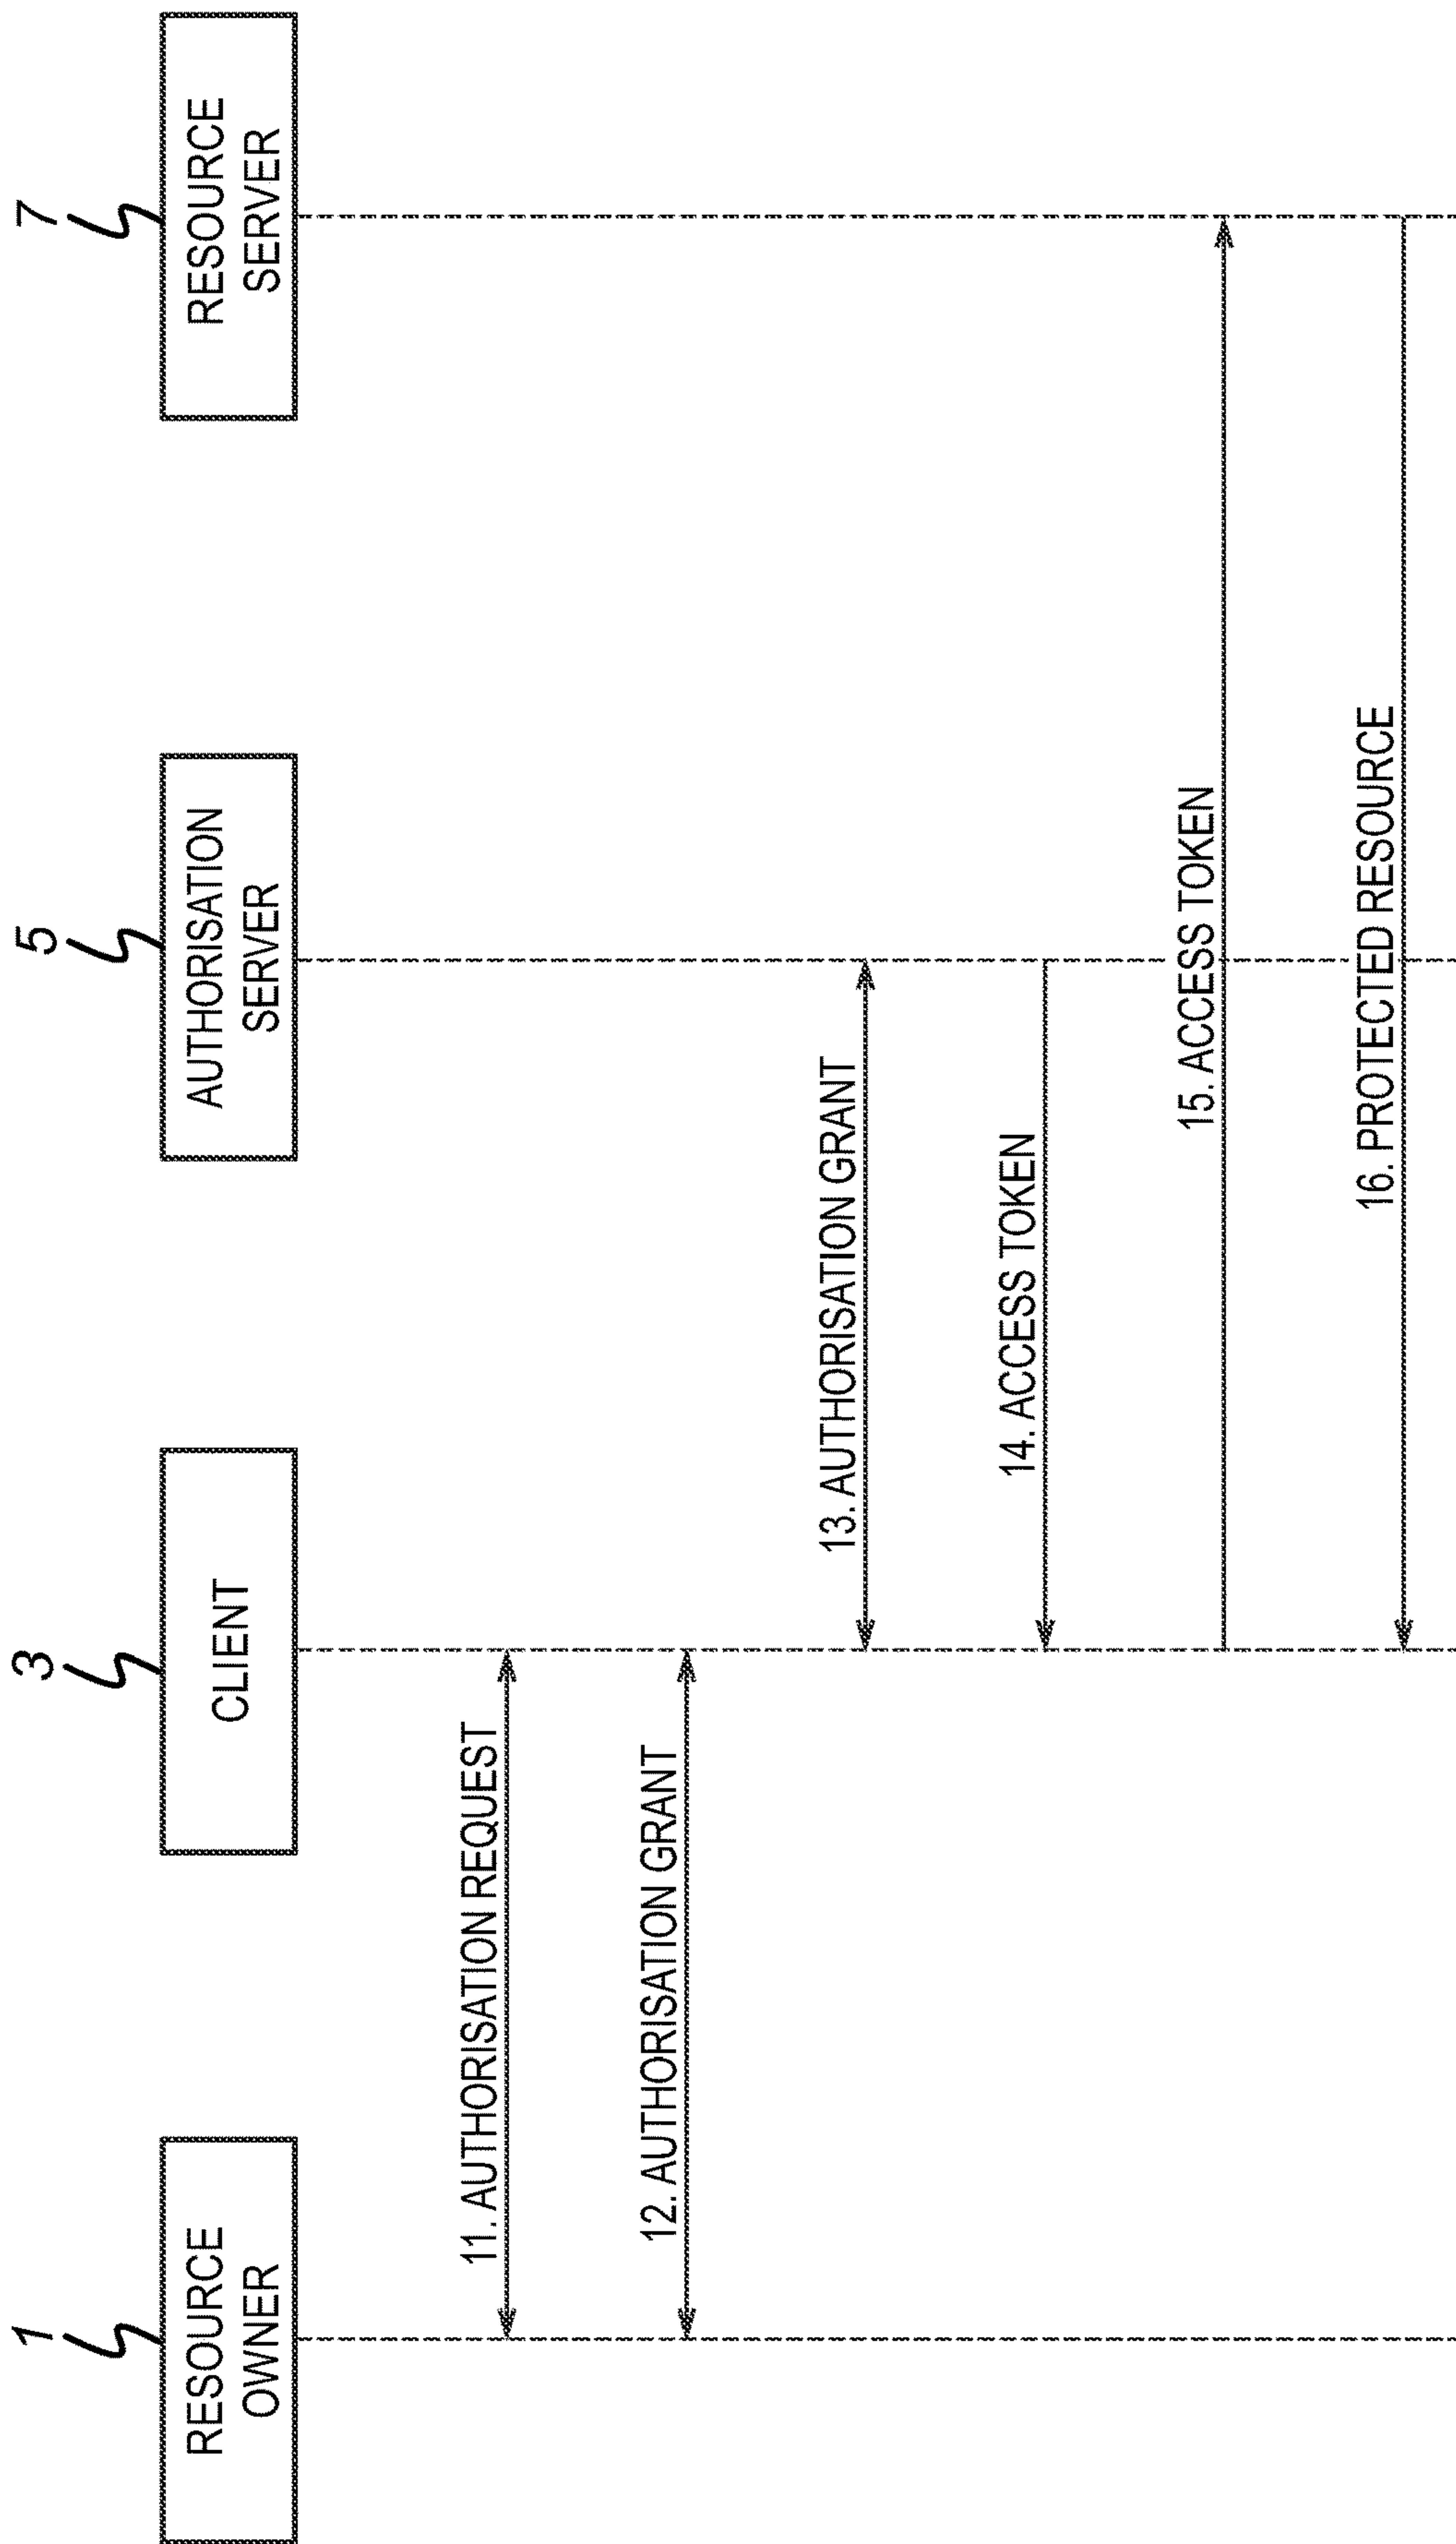 1
3
5
7
RESOURCE
OWNER
CLIENT
AUTHORISATION
SERVER
RESOURCE
SERVER
11. AUTHORISATION REQUEST
12. AUTHORISATION GRANT
13. AUTHORISATION GRANT
14. ACCESS TOKEN
15. ACCESS TOKEN
16. PROTECTED RESOURCE